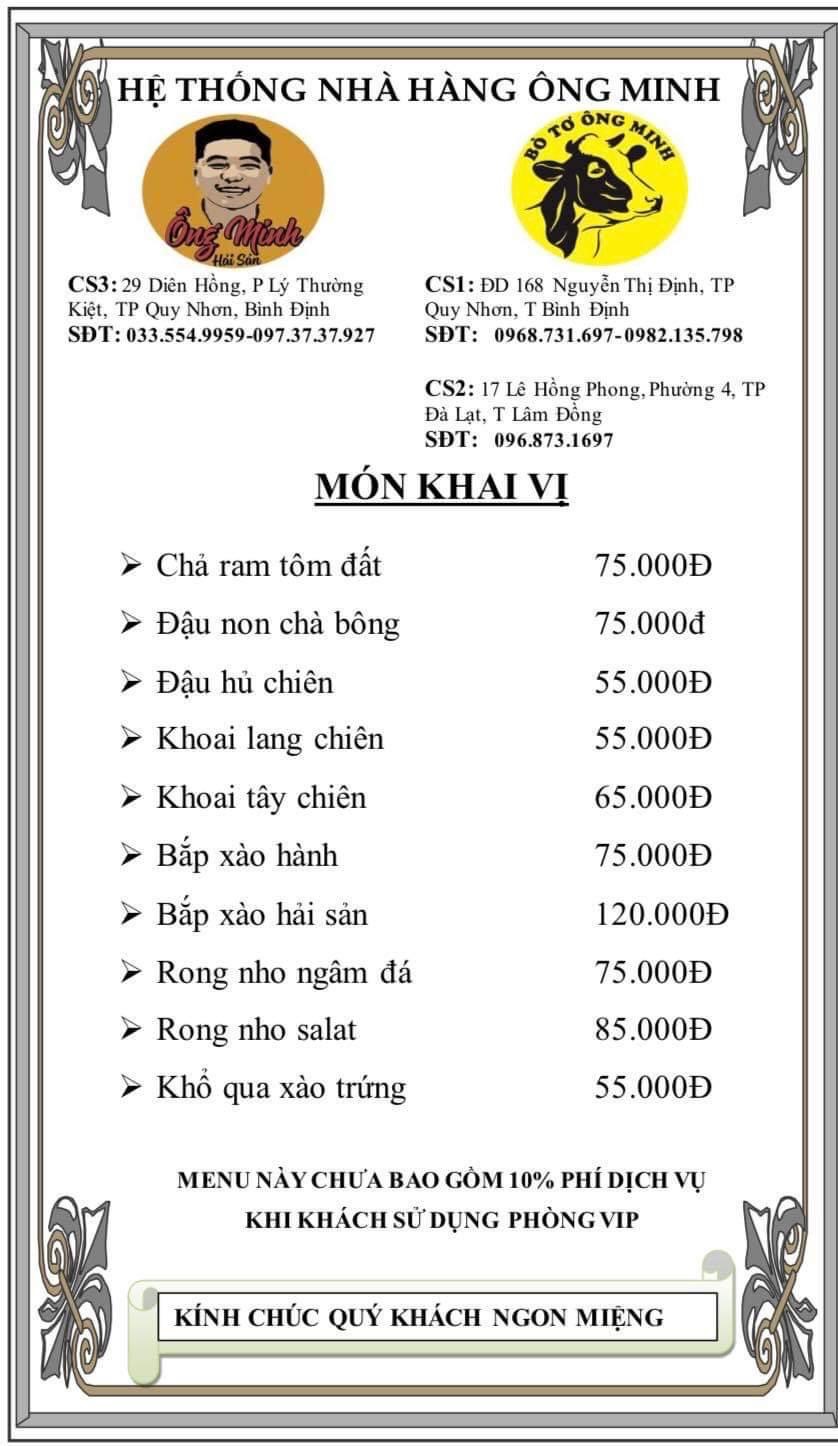 HỆ THỐNG NHÀ HÀNG ÔNG MINH
Ông Minh
Hải Sản
BÒ TƠ ÔNG MINH
CS3: 29 Diên Hồng, P Lý Thường
Kiệt, TP Quy Nhơn, Bình Định
SĐT: 033.554.9959-097.37.37.927
CS1: ĐD 168 Nguyễn Thị Định, TP
Quy Nhơn, T Bình Định
SĐT: 0968.731.697-0982.135.798
CS2: 17 Lê Hồng Phong, Phường 4, TP
Đà Lạt, T Lâm Đồng
SĐT: 096.873.1697
MÓN KHAI VỊ
➢ Chả ram tôm đất 75.000Đ
➢ Đậu non chà bông 75.000đ
➢ Đậu hủ chiên 55.000Đ
➢ Khoai lang chiên 55.000Đ
➢ Khoai tây chiên 65.000Đ
➢ Bắp xào hành 75.000Đ
➢ Bắp xào hải sản 120.000Đ
➢ Rong nho ngâm đá 75.000Đ
➢ Rong nho salat 85.000Đ
➢ Khổ qua xào trứng 55.000Đ
MENU NÀY CHƯA BAO GỒM 10% PHÍ DỊCH VỤ
KHI KHÁCH SỬ DỤNG PHÒNG VIP
KÍNH CHÚC QUÝ KHÁCH NGON MIỆNG